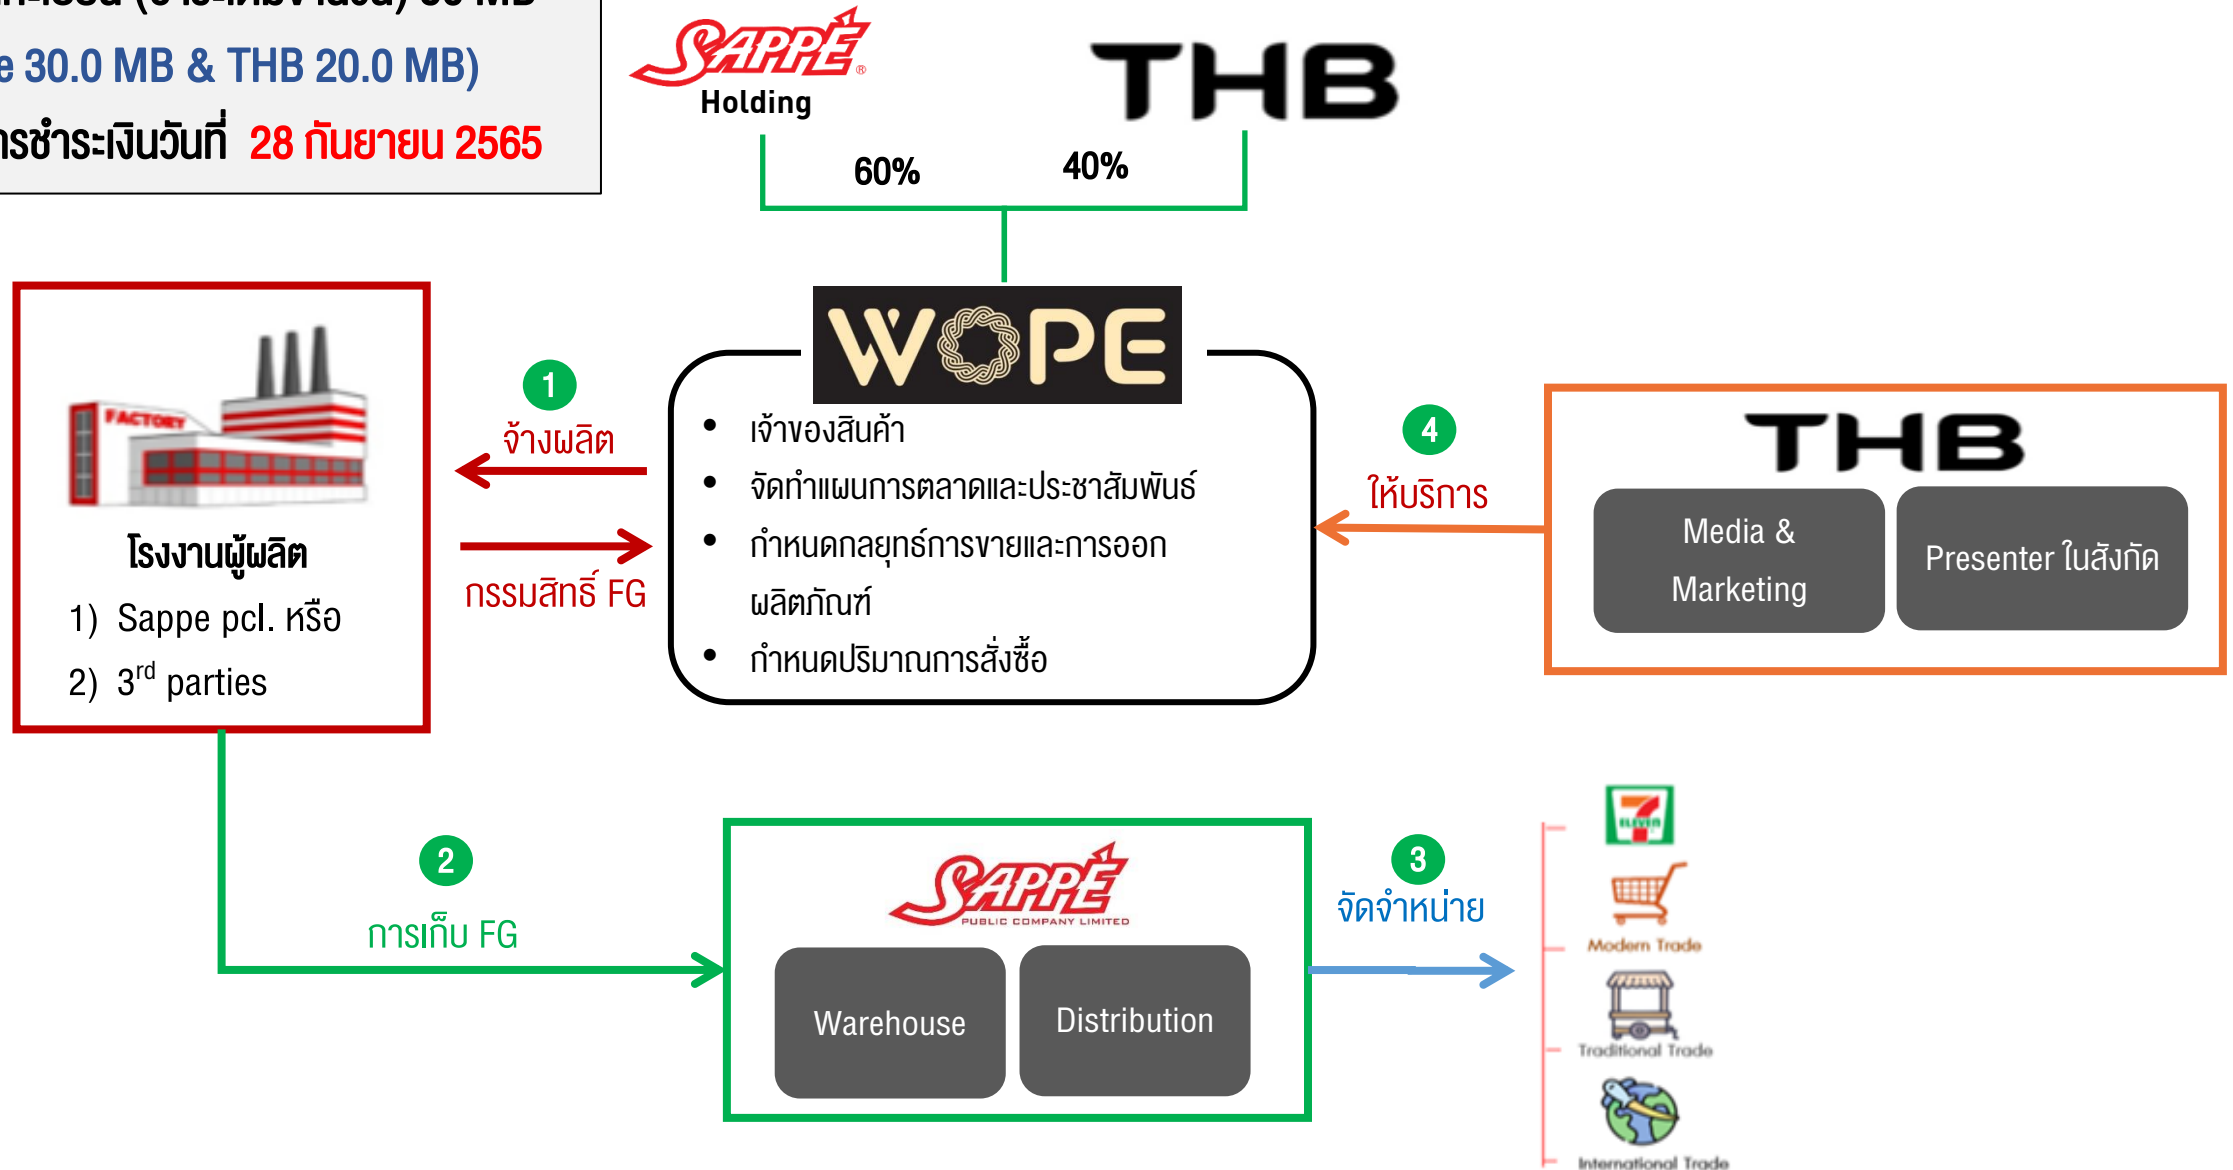 50 MB
30.0 MB & THB 20.0 MB)
การชำระเงินวันที่ 28 กันยายน 2565
SAPPÉ ®
Holding
THB
60%
40%
WOPE
FACTORY
โรงงานผู้ผลิต
1) Sappe pcl. หรือ
2) 3rd parties
1
จ้างผลิต
กรรมสิทธิ์ FG
• เจ้าของสินค้า
• จัดทำแผนการตลาดและประชาสัมพันธ์
• กำหนดกลยุทธ์การขายและการออก
ผลิตภัณฑ์
• กำหนดปริมาณการสั่งซื้อ
4
ให้บริการ
THB
Media &
Marketing
Presenter ในสังกัด
2
การเก็บ FG
SAPPÉ
PUBLIC COMPANY LIMITED
Warehouse
Distribution
3
จัดจำหน่าย
7 ELEVEN
Modern Trade
Traditional Trade
International Trade